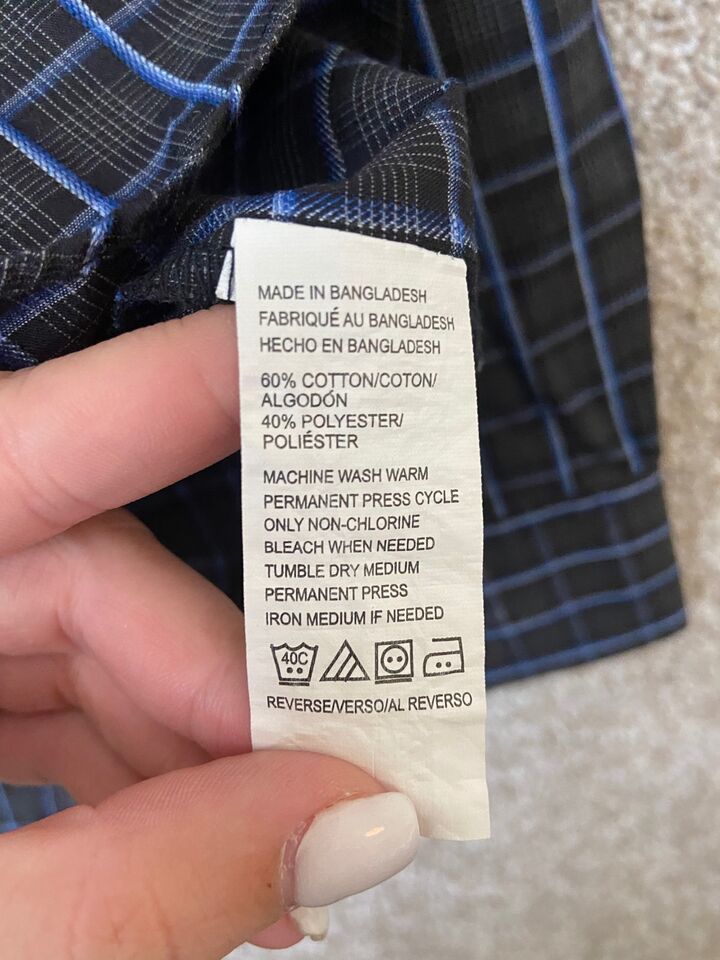 MADE IN BANGLADESH
FABRIQUÉ AU BANGLADESH
HECHO EN BANGLADESH
60% COTTON/COTON/
ALGODÓN
40% POLYESTER/
POLIÉSTER
MACHINE WASH WARM
PERMANENT PRESS CYCLE
ONLY NON-CHLORINE
BLEACH WHEN NEEDED
TUMBLE DRY MEDIUM
PERMANENT PRESS
IRON MEDIUM IF NEEDED
40C
REVERSE/VERSO/AL REVERSO